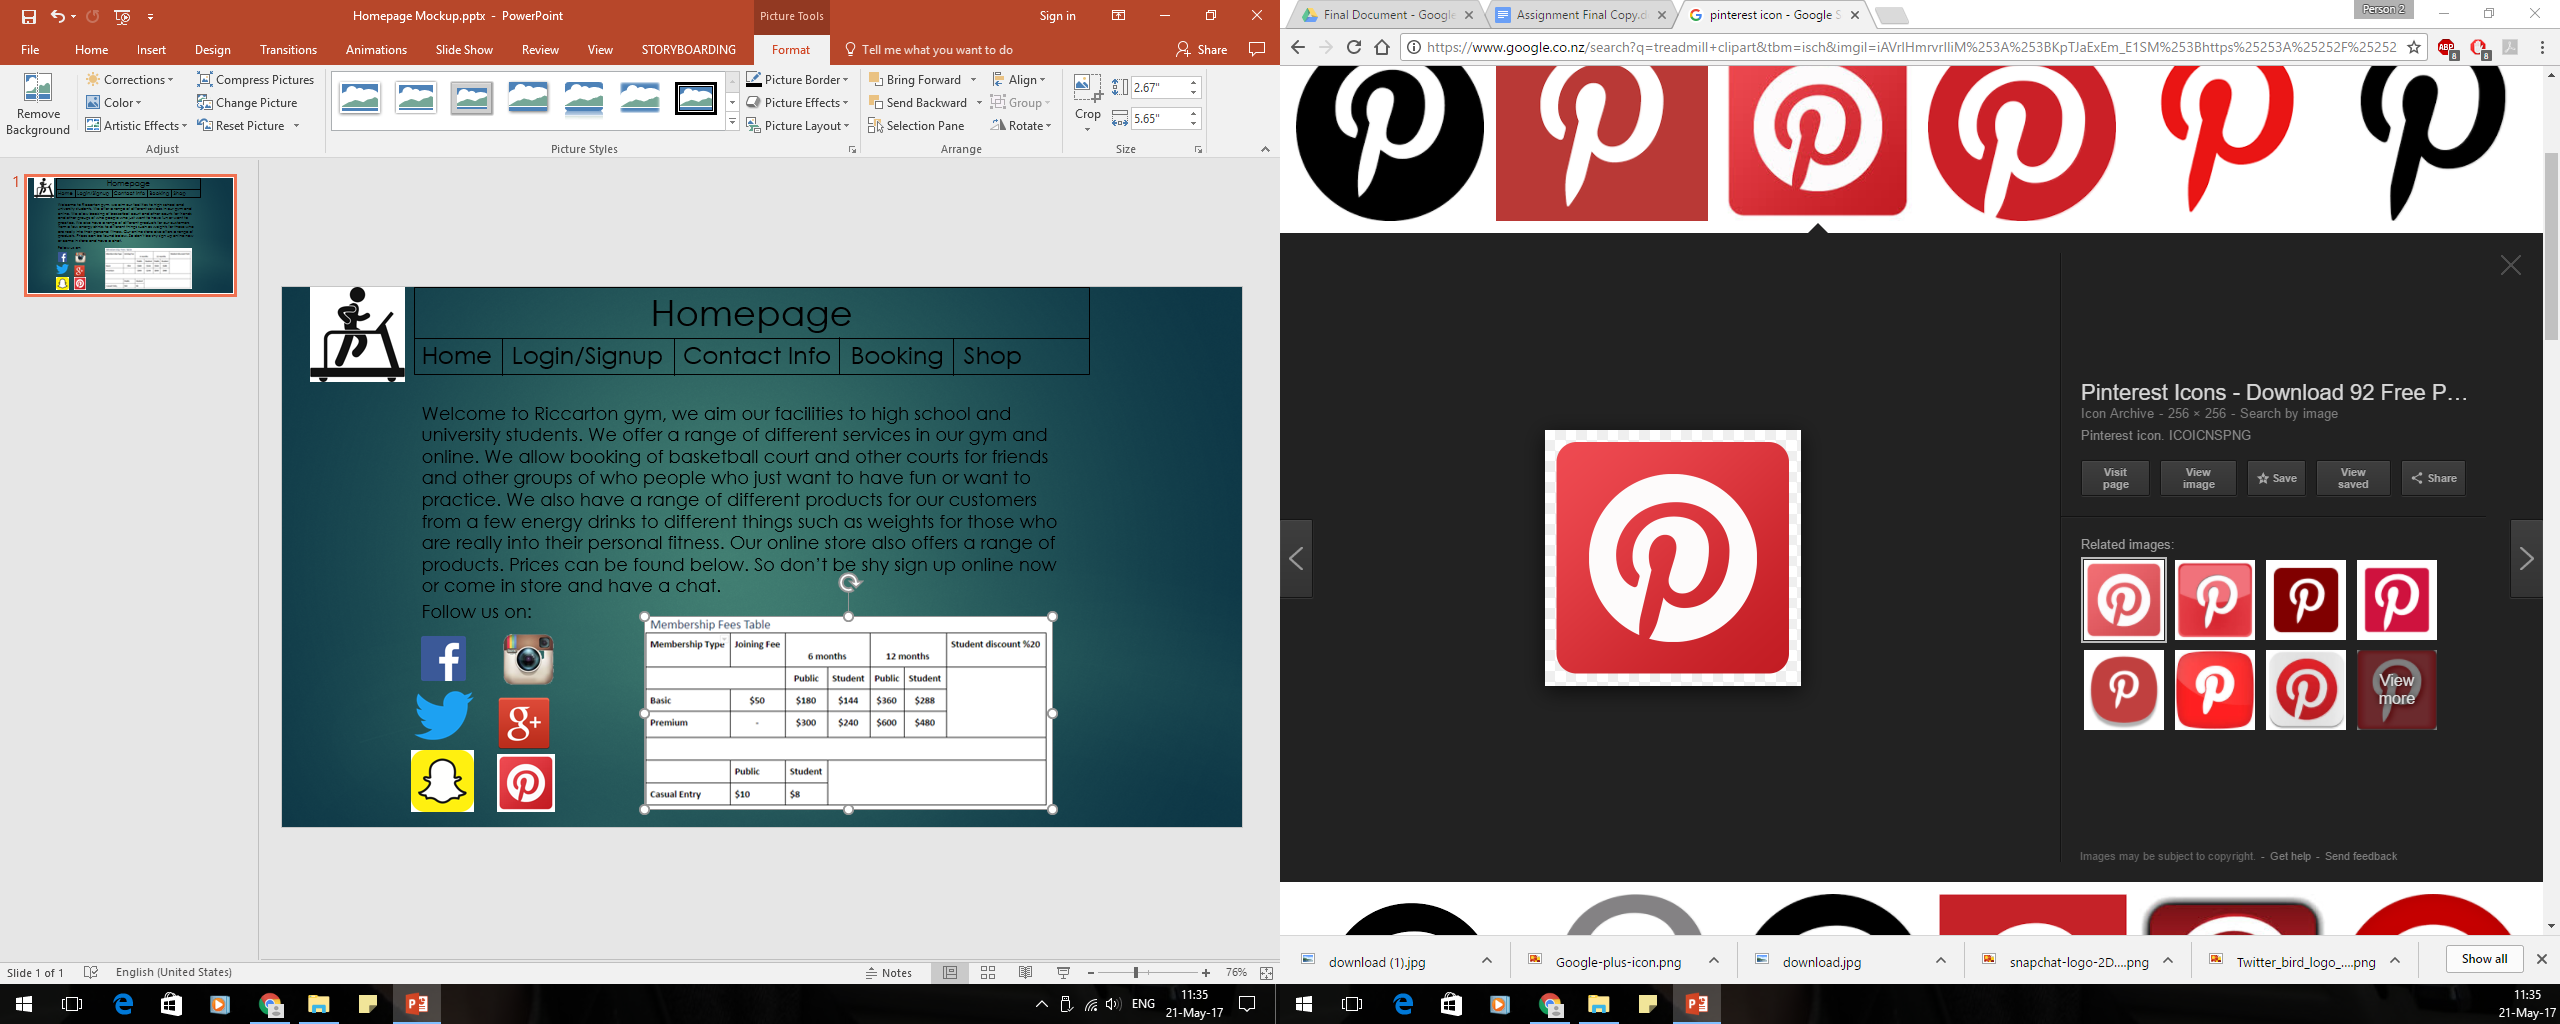 Homepage Mockup.pptx - PowerPoint
Picture Tools
Sign in
File Home Insert Design Transitions Animations Slide Show Review View STORYBOARDING Format Tell me what you want to do Share
Remove Background
Corrections
Color
Artistic Effects
Compress Pictures
Change Picture
Reset Picture
Adjust
Picture Styles
Picture Border
Picture Effects
Picture Layout
Bring Forward
Send Backward
Selection Pane
Align
Group
Rotate
Arrange
Crop
2.67"
5.65"
Size
1
Homepage
Home Login/Signup Contact Info Booking Shop
Welcome to Riccarton gym, we aim our facilities to high school and
university students. We offer a range of different services in our gym and
online. We allow booking of basketball court and other courts for friends
and other groups of who people who just want to have fun or want to
practice. We also have a range of different products for our customers
from a few energy drinks to different things such as weights for those who
are really into their personal fitness. Our online store also offers a range of
products. Prices can be found below. So don't be shy sign up online now
or come in store and have a chat.
Follow us on:
Membership Fees Table
Membership Type Joining Fee 6 months 12 months Student discount %20
Public Student Public Student
Basic $50 $180 $144 $360 $288
Premium - $300 $240 $600 $480
Public Student
Casual Entry $10 $8
Slide 1 of 1 English (United States) Notes 76%
ENG
11:35
21-May-17
Final Document - Google
Assignment Final Copy.d
pinterest icon - Google S
Person 2
https://www.google.co.nz/search?q=treadmill+clipart&tbm=isch&imgil=iAVrlHmrvrlliM%253A%253BKpTJaExEm_E1SM%253Bhttps%25253A%25252F%25252
Pinterest Icons - Download 92 Free P...
Icon Archive - 256 × 256 - Search by image
Pinterest icon. ICOICNSPNG
Visit page
View image
Save
View saved
Share
Related images:
View more
Images may be subject to copyright. - Get help - Send feedback
download (1).jpg
Google-plus-icon.png
download.jpg
snapchat-logo-2D....png
Twitter_bird_logo_....png
Show all
11:35
21-May-17